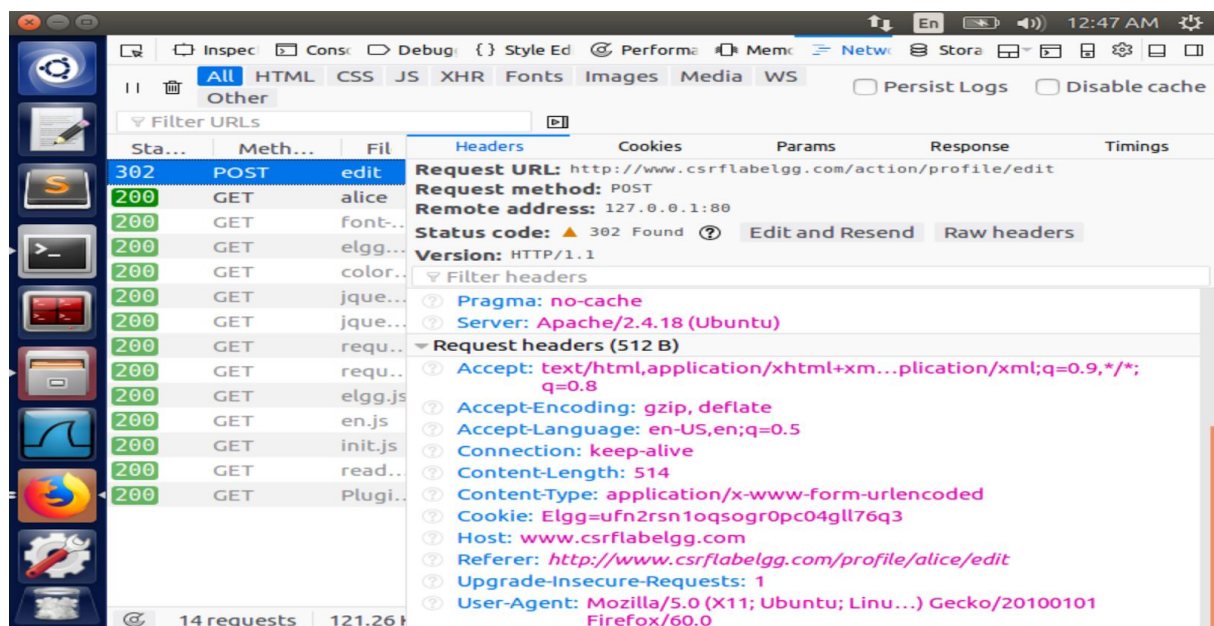 En 12:47 AM
Inspec Conso Debug {} Style Ed Performa Memo Netwo Stora
All HTML CSS JS XHR Fonts Images Media WS
Other
Persist Logs Disable cache
Filter URLs
Sta... Meth... Fil
302 POST edit
200 GET alice
200 GET font-..
200 GET elgg...
200 GET color..
200 GET jque...
200 GET jque...
200 GET requ..
200 GET requ..
200 GET elgg.js
200 GET en.js
200 GET init.js
200 GET read..
200 GET Plugi..
14 requests 121.26
Headers Cookies Params Response Timings
Request URL: http://www.csrflabelgg.com/action/profile/edit
Request method: POST
Remote address: 127.0.0.1:80
Status code: 302 Found ? Edit and Resend Raw headers
Version: HTTP/1.1
Filter headers
Pragma: no-cache
Server: Apache/2.4.18 (Ubuntu)
Request headers (512 B)
Accept: text/html,application/xhtml+xm...plication/xml;q=0.9,*/*;
q=0.8
Accept-Encoding: gzip, deflate
Accept-Language: en-US,en;q=0.5
Connection: keep-alive
Content-Length: 514
Content-Type: application/x-www-form-urlencoded
Cookie: Elgg=ufn2rsn1oqsogr0pc04gll76q3
Host: www.csrflabelgg.com
Referer: http://www.csrflabelgg.com/profile/alice/edit
Upgrade-Insecure-Requests: 1
User-Agent: Mozilla/5.0 (X11; Ubuntu; Linu...) Gecko/20100101
Firefox/60.0